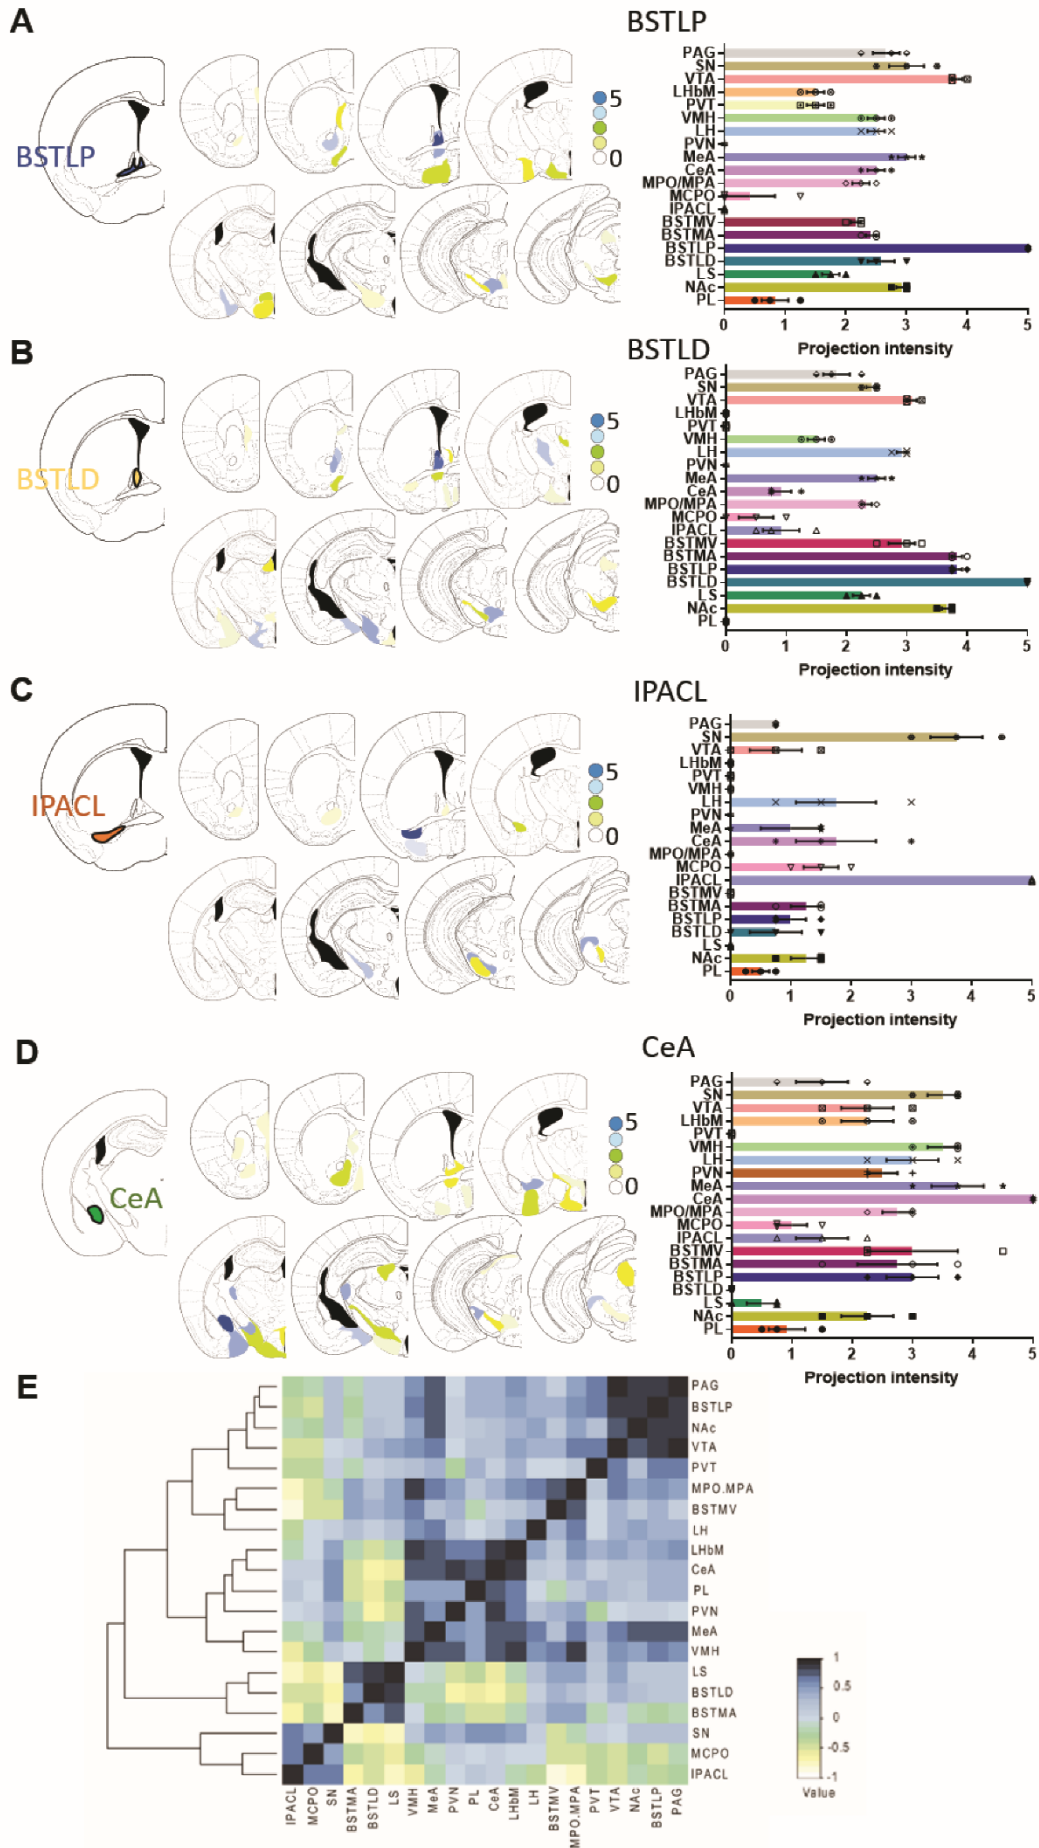 A
BSTLP
BSTLP
5
0
PAG
SN
VTA
LHbM
PVT
VMH
LH
PVN
MeA
CeA
MPO/MPA
MCPO
IPACL
BSTMV
BSTMA
BSTLP
BSTLD
LS
NAc
PL
0 1 2 3 4 5
Projection intensity
B
BSTLD
BSTLD
5
0
PAG
SN
VTA
LHbM
PVT
VMH
LH
PVN
MeA
CeA
MPO/MPA
MCPO
IPACL
BSTMV
BSTMA
BSTLP
BSTLD
LS
NAc
PL
0 1 2 3 4 5
Projection intensity
C
IPACL
IPACL
5
0
PAG
SN
VTA
LHbM
PVT
VMH
LH
PVN
MeA
CeA
MPO/MPA
MCPO
IPACL
BSTMV
BSTMA
BSTLP
BSTLD
LS
NAc
PL
0 1 2 3 4 5
Projection intensity
D
CeA
CeA
5
0
PAG
SN
VTA
LHbM
PVT
VMH
LH
PVN
MeA
CeA
MPO/MPA
MCPO
IPACL
BSTMV
BSTMA
BSTLP
BSTLD
LS
NAc
PL
0 1 2 3 4 5
Projection intensity
E
PAG
BSTLP
NAc
VTA
PVT
MPO.MPA
BSTMV
LH
LHbM
CeA
PL
PVN
MeA
VMH
LS
BSTLD
BSTMA
SN
MCPO
IPACL
IPACL MCPO SN BSTMA BSTLD LS VMH MeA PVN PL CeA LHbM LH BSTMV MPO.MPA PVT VTA NAc BSTLP PAG
1
0.5
0
-0.5
-1
Value